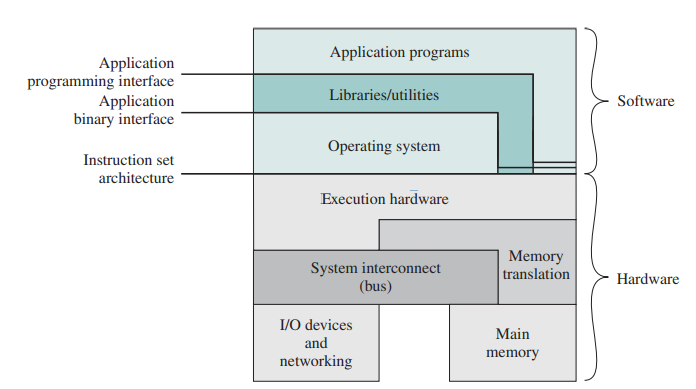 Application programs
Application
programming interface
Libraries/utilities
Application
binary interface
Software
Operating system
Instruction set
architecture
Execution hardware
Memory
translation
System interconnect
(bus)
Hardware
I/O devices
and
networking
Main
memory